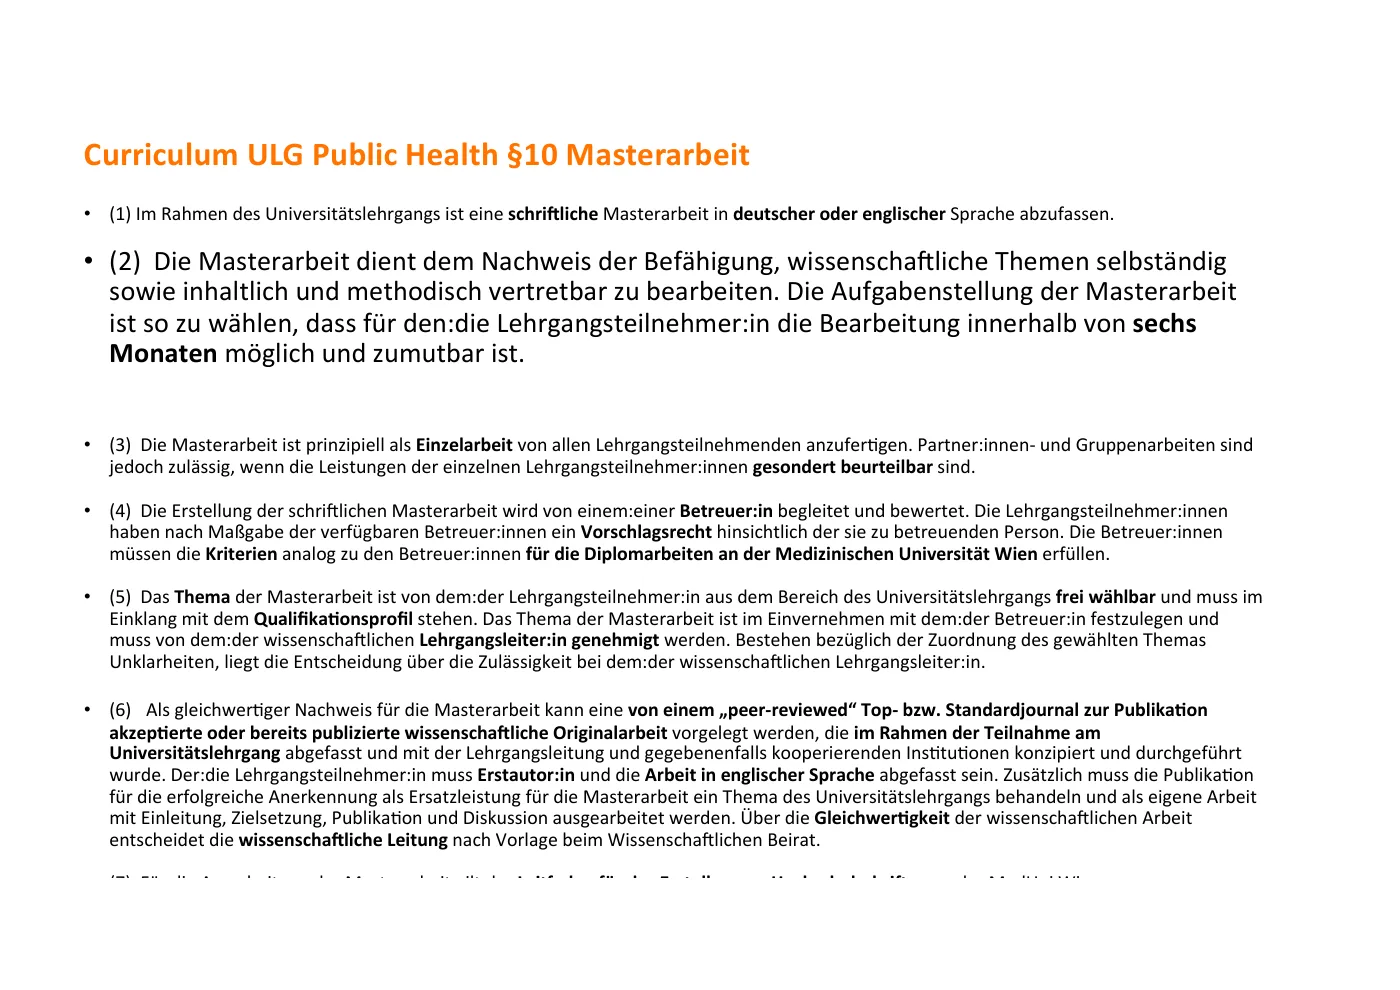 Curriculum ULG Public Health §10 Masterarbeit
• (1) Im Rahmen des Universitätslehrgangs ist eine schriftliche Masterarbeit in deutscher oder englischer Sprache abzufassen.
• (2) Die Masterarbeit dient dem Nachweis der Befähigung, wissenschaftliche Themen selbständig
sowie inhaltlich und methodisch vertretbar zu bearbeiten. Die Aufgabenstellung der Masterarbeit
ist so zu wählen, dass für den:die Lehrgangsteilnehmer:in die Bearbeitung innerhalb von sechs
Monaten möglich und zumutbar ist.
• (3) Die Masterarbeit ist prinzipiell als Einzelarbeit von allen Lehrgangsteilnehmenden anzufertigen. Partner:innen- und Gruppenarbeiten sind
jedoch zulässig, wenn die Leistungen der einzelnen Lehrgangsteilnehmer:innen gesondert beurteilbar sind.
• (4) Die Erstellung der schriftlichen Masterarbeit wird von einem:einer Betreuer:in begleitet und bewertet. Die Lehrgangsteilnehmer:innen
haben nach Maßgabe der verfügbaren Betreuer:innen ein Vorschlagsrecht hinsichtlich der sie zu betreuenden Person. Die Betreuer:innen
müssen die Kriterien analog zu den Betreuer:innen für die Diplomarbeiten an der Medizinischen Universität Wien erfüllen.
• (5) Das Thema der Masterarbeit ist von dem:der Lehrgangsteilnehmer:in aus dem Bereich des Universitätslehrgangs frei wählbar und muss im
Einklang mit dem Qualifikationsprofil stehen. Das Thema der Masterarbeit ist im Einvernehmen mit dem:der Betreuer:in festzulegen und
muss von dem:der wissenschaftlichen Lehrgangsleiter:in genehmigt werden. Bestehen bezüglich der Zuordnung des gewählten Themas
Unklarheiten, liegt die Entscheidung über die Zulässigkeit bei dem:der wissenschaftlichen Lehrgangsleiter:in.
• (6) Als gleichwertiger Nachweis für die Masterarbeit kann eine von einem „peer-reviewed“ Top- bzw. Standardjournal zur Publikation
akzeptierte oder bereits publizierte wissenschaftliche Originalarbeit vorgelegt werden, die im Rahmen der Teilnahme am
Universitätslehrgang abgefasst und mit der Lehrgangsleitung und gegebenenfalls kooperierenden Institutionen konzipiert und durchgeführt
wurde. Der:die Lehrgangsteilnehmer:in muss Erstautor:in und die Arbeit in englischer Sprache abgefasst sein. Zusätzlich muss die Publikation
für die erfolgreiche Anerkennung als Ersatzleistung für die Masterarbeit ein Thema des Universitätslehrgangs behandeln und als eigene Arbeit
mit Einleitung, Zielsetzung, Publikation und Diskussion ausgearbeitet werden. Über die Gleichwertigkeit der wissenschaftlichen Arbeit
entscheidet die wissenschaftliche Leitung nach Vorlage beim Wissenschaftlichen Beirat.